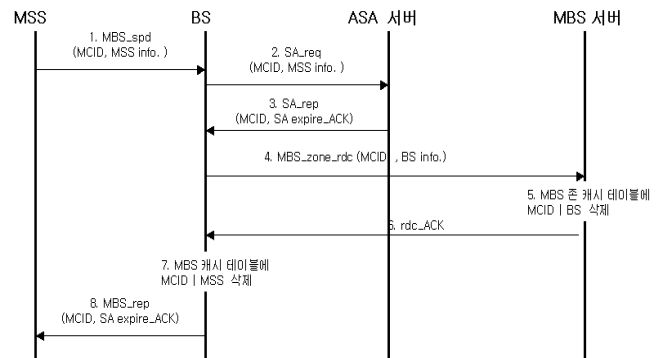 MSS BS ASA 서버 MBS 서버
1. MBS_spd
(MCID, MSS info. )
2. SA_req
(MCID, MSS info. )
3. SA_rep
(MCID, SA expire_ACK)
4. MBS_zone_rdc (MCID , BS info.)
5. MBS 존 캐시 테이블에
MCID | BS 삭제
6. rdc_ACK
7. MBS 캐시 테이블에
MCID | MSS 삭제
8. MBS_rep
(MCID, SA expire_ACK)